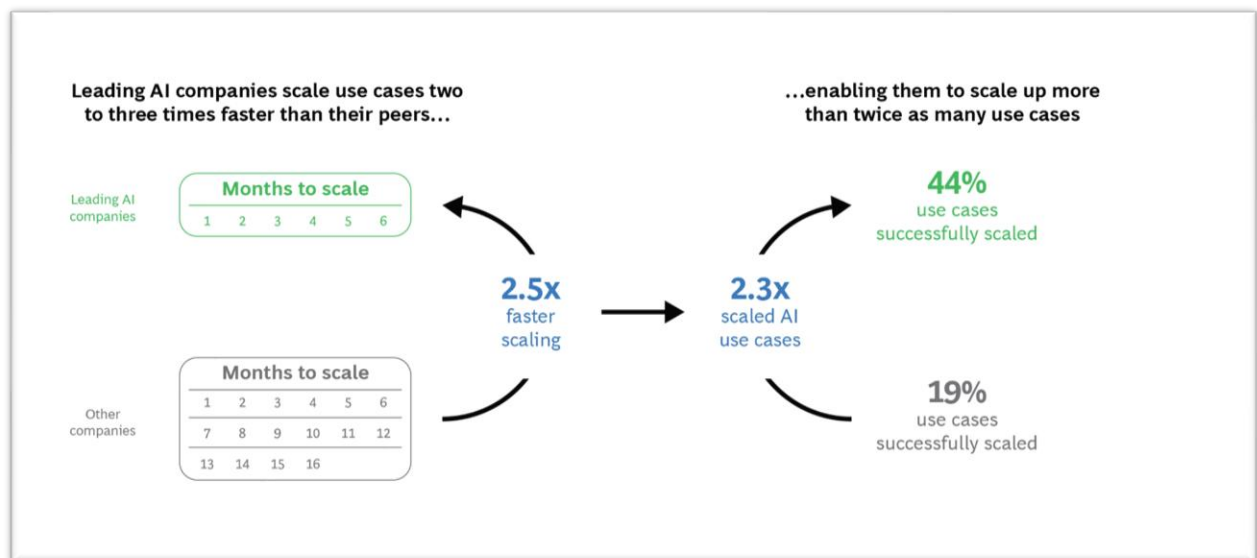 Leading AI companies scale use cases two
to three times faster than their peers...
...enabling them to scale up more
than twice as many use cases
Leading AI
companies
Months to scale
1 2 3 4 5 6
44%
use cases
successfully scaled
2.5x
faster
scaling
2.3x
scaled AI
use cases
Other
companies
Months to scale
1 2 3 4 5 6
7 8 9 10 11 12
13 14 15 16
19%
use cases
successfully scaled